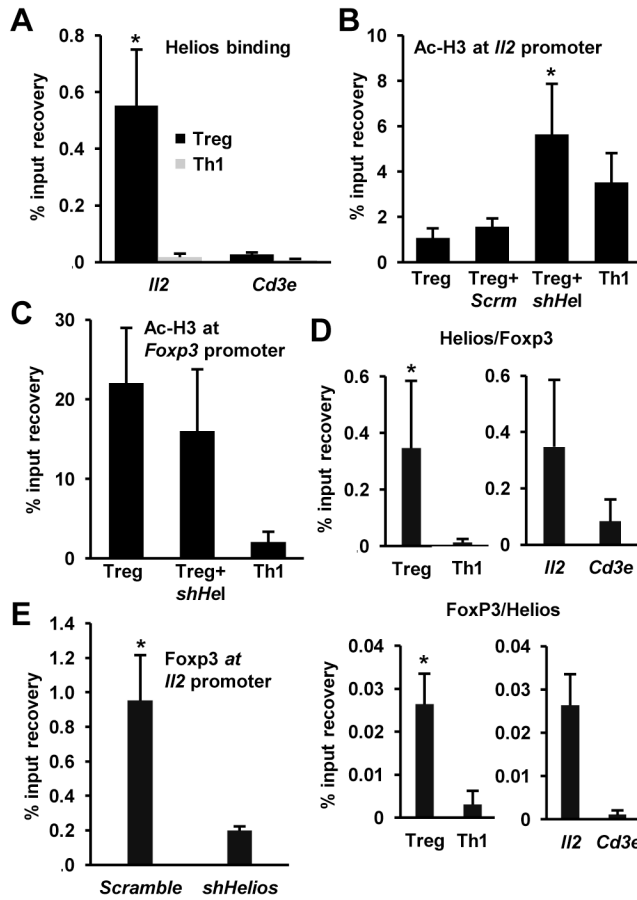 A
Helios binding
% input recovery
0.8
0.6
0.4
0.2
.0
*
Treg
Th1
Il2 Cd3e
B
Ac-H3 at Il2 promoter
% input recovery
10
8
6
4
2
0
*
Treg Treg+ Treg+ Th1
Scrm shHel
C
Ac-H3 at
Foxp3 promoter
% input recovery
30
20
10
0
Treg Treg+ Th1
shHel
D
Helios/Foxp3
% input recovery
0.6
0.4
0.2
.0
*
Treg Th1
0.6
0.4
0.2
.0
Il2 Cd3e
FoxP3/Helios
% input recovery
0.04
0.03
0.02
0.01
0
*
Treg Th1
0.04
0.03
0.02
0.01
0
Il2 Cd3e
E
Foxp3 at
Il2 promoter
% input recovery
1.4
1.2
1.0
0.8
0.6
0.4
0.2
.0
*
Scramble shHelios